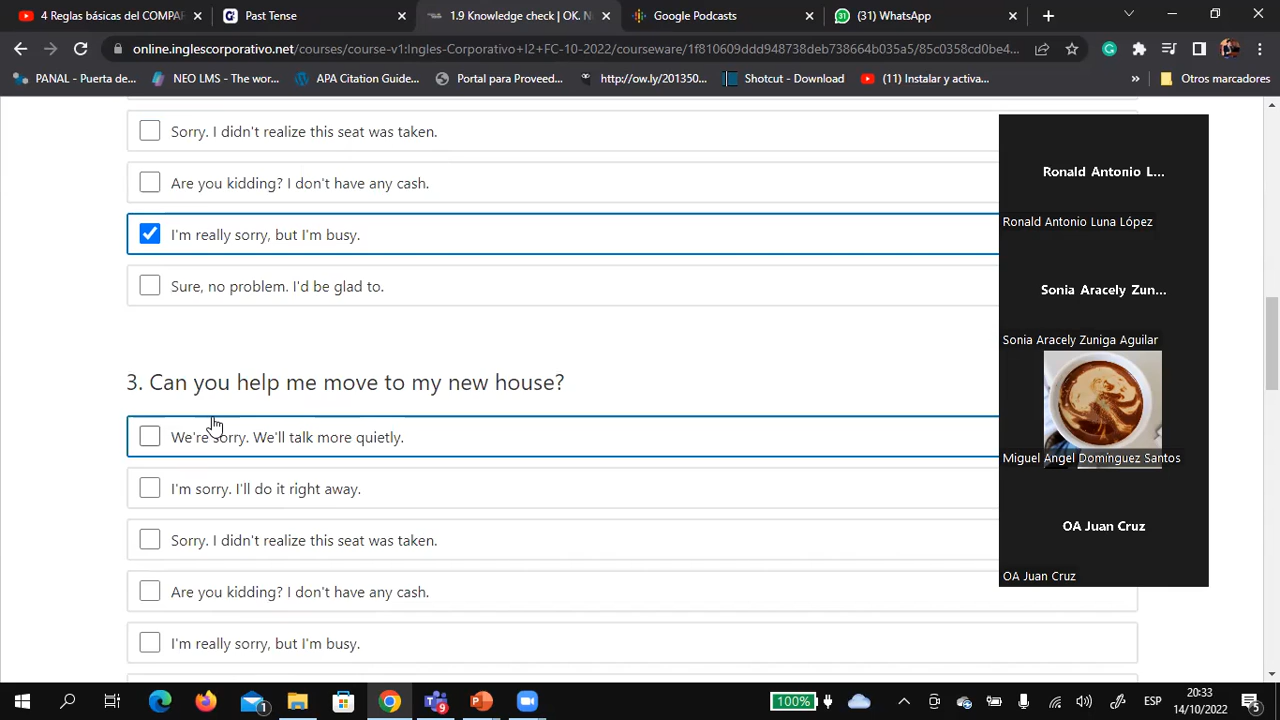 4 Reglas básicas del COMPAR
Past Tense
1.9 Knowledge check | OK. N
Google Podcasts
(31) WhatsApp
online.inglescorporativo.net/courses/course-v1:Ingles-Corporativo+I2+FC-10-2022/courseware/1f810609ddd948738deb738664b035a5/85c0358cd0be4...
PANAL - Puerta de...
NEO LMS - The wor...
APA Citation Guide...
Portal para Proveed...
http://ow.ly/201350...
Shotcut - Download
(11) Instalar y activa...
»
Otros marcadores
Sorry. I didn't realize this seat was taken.
Are you kidding? I don't have any cash.
I'm really sorry, but I'm busy.
Sure, no problem. I'd be glad to.
3. Can you help me move to my new house?
We're sorry. We'll talk more quietly.
I'm sorry. I'll do it right away.
Sorry. I didn't realize this seat was taken.
Are you kidding? I don't have any cash.
I'm really sorry, but I'm busy.
Ronald Antonio L...
Ronald Antonio Luna López
Sonia Aracely Zun...
Sonia Aracely Zuniga Aguilar
Miguel Angel Domínguez Santos
OA Juan Cruz
OA Juan Cruz
1
9
100%
ESP
20:33
14/10/2022
5